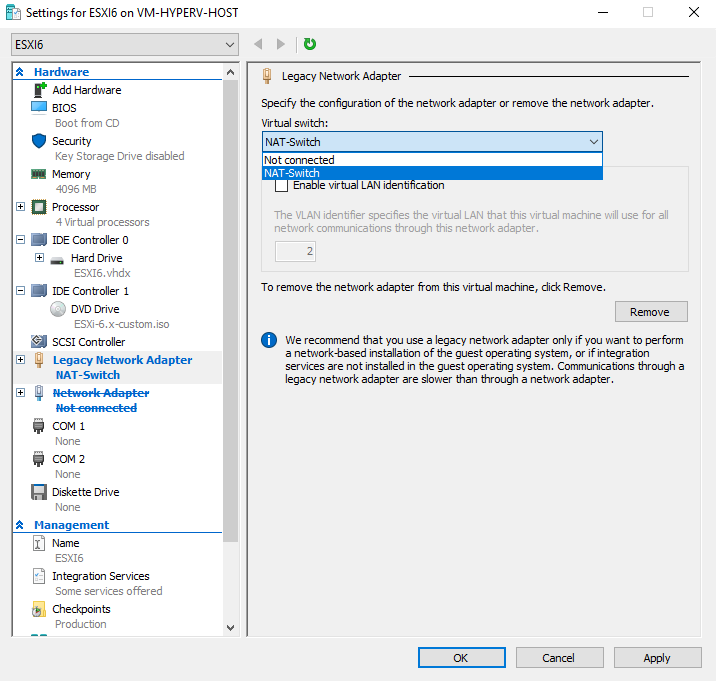 Settings for ESXI6 on VM-HYPERV-HOST
ESXI6
Hardware
Add Hardware
BIOS
Boot from CD
Security
Key Storage Drive disabled
Memory
4096 MB
Processor
4 Virtual processors
IDE Controller 0
Hard Drive
ESXI6.vhdx
IDE Controller 1
DVD Drive
ESXi-6.x-custom.iso
SCSI Controller
Legacy Network Adapter
NAT-Switch
Network Adapter
Not connected
COM 1
None
COM 2
None
Diskette Drive
None
Management
Name
ESXI6
Integration Services
Some services offered
Checkpoints
Production
Legacy Network Adapter
Specify the configuration of the network adapter or remove the network adapter.
Virtual switch:
NAT-Switch
Not connected
NAT-Switch
Enable virtual LAN identification
The VLAN identifier specifies the virtual LAN that this virtual machine will use for all
network communications through this network adapter.
2
To remove the network adapter from this virtual machine, click Remove.
Remove
We recommend that you use a legacy network adapter only if you want to perform
a network-based installation of the guest operating system, or if integration
services are not installed in the guest operating system. Communications through a
legacy network adapter are slower than through a network adapter.
OK
Cancel
Apply